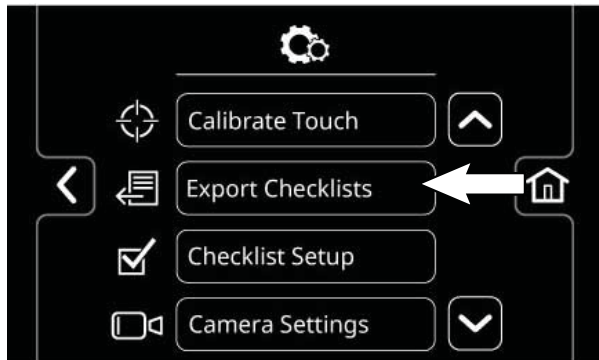 Calibrate Touch
Export Checklists
Checklist Setup
Camera Settings